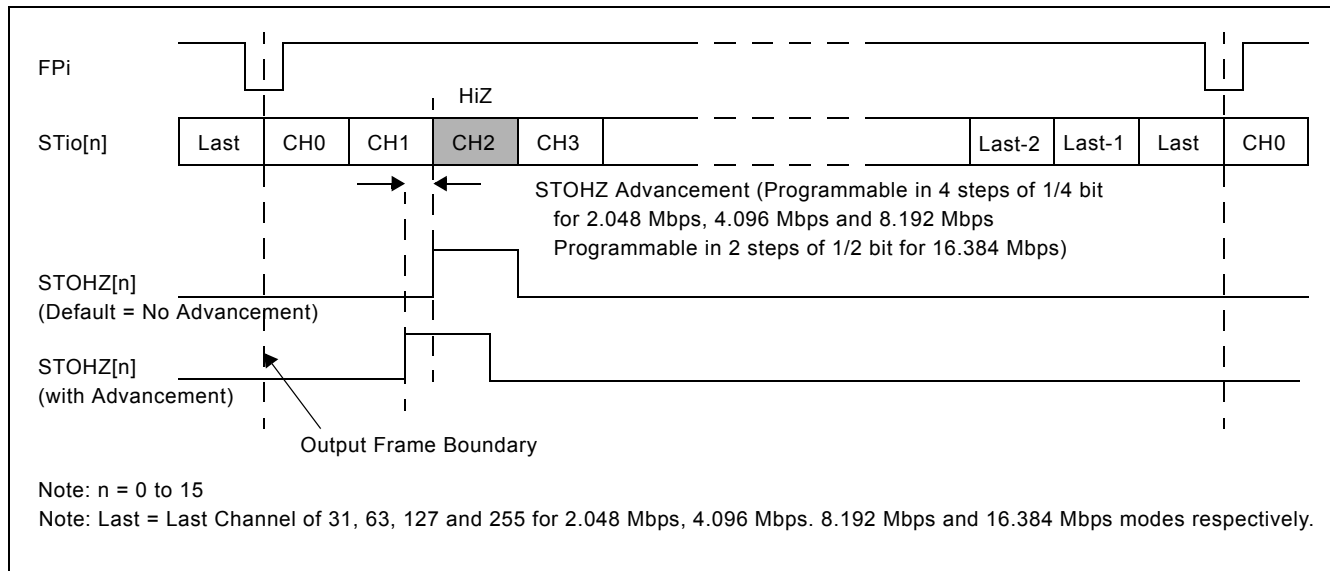 FPi
HiZ
STio[n]
Last CH0 CH1 CH2 CH3 Last-2 Last-1 Last CH0
STOHZ Advancement (Programmable in 4 steps of 1/4 bit
for 2.048 Mbps, 4.096 Mbps and 8.192 Mbps
Programmable in 2 steps of 1/2 bit for 16.384 Mbps)
STOHZ[n]
(Default = No Advancement)
STOHZ[n]
(with Advancement)
Output Frame Boundary
Note: n = 0 to 15
Note: Last = Last Channel of 31, 63, 127 and 255 for 2.048 Mbps, 4.096 Mbps. 8.192 Mbps and 16.384 Mbps modes respectively.